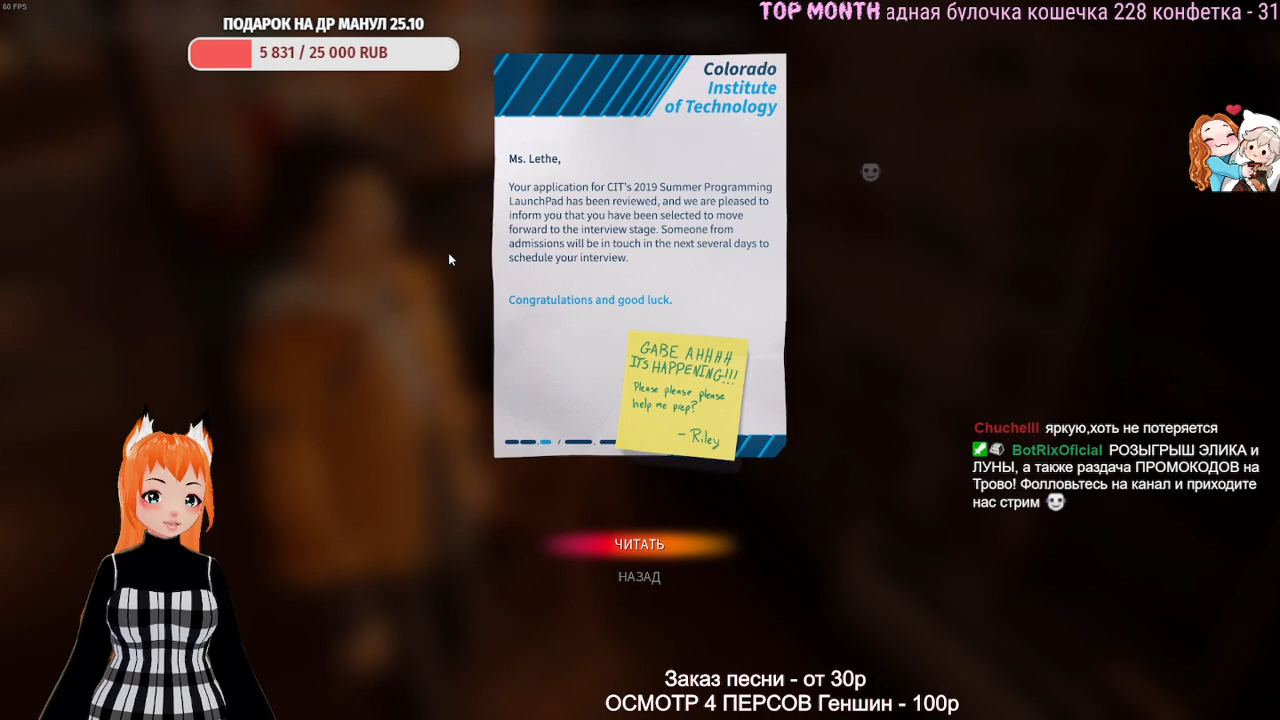 60 FPS
ПОДАРОК НА ДР МАНУЛ 25.10
5 831 / 25 000 RUB
TOP MONTH адная булочка кошечка 228 конфетка - 31
Colorado
Institute
of Technology
Ms. Lethe,
Your application for CIT's 2019 Summer Programming
LaunchPad has been reviewed, and we are pleased to
inform you that you have been selected to move
forward to the interview stage. Someone from
admissions will be in touch in the next several days to
schedule your interview.
Congratulations and good luck.
GABE AHHHH
ITS HAPPENING!!!
Please please please
help me prep?
- Riley
ЧИТАТЬ
НАЗАД
Chuchelll яркую,хоть не потеряется
BotRixOficial РОЗЫГРЫШ ЭЛИКА и
ЛУНЫ, а также раздача ПРОМОКОДОВ на
Трово! Фолловьтесь на канал и приходите
нас стрим
Заказ песни - от 30р
ОСМОТР 4 ПЕРСОВ Геншин - 100р